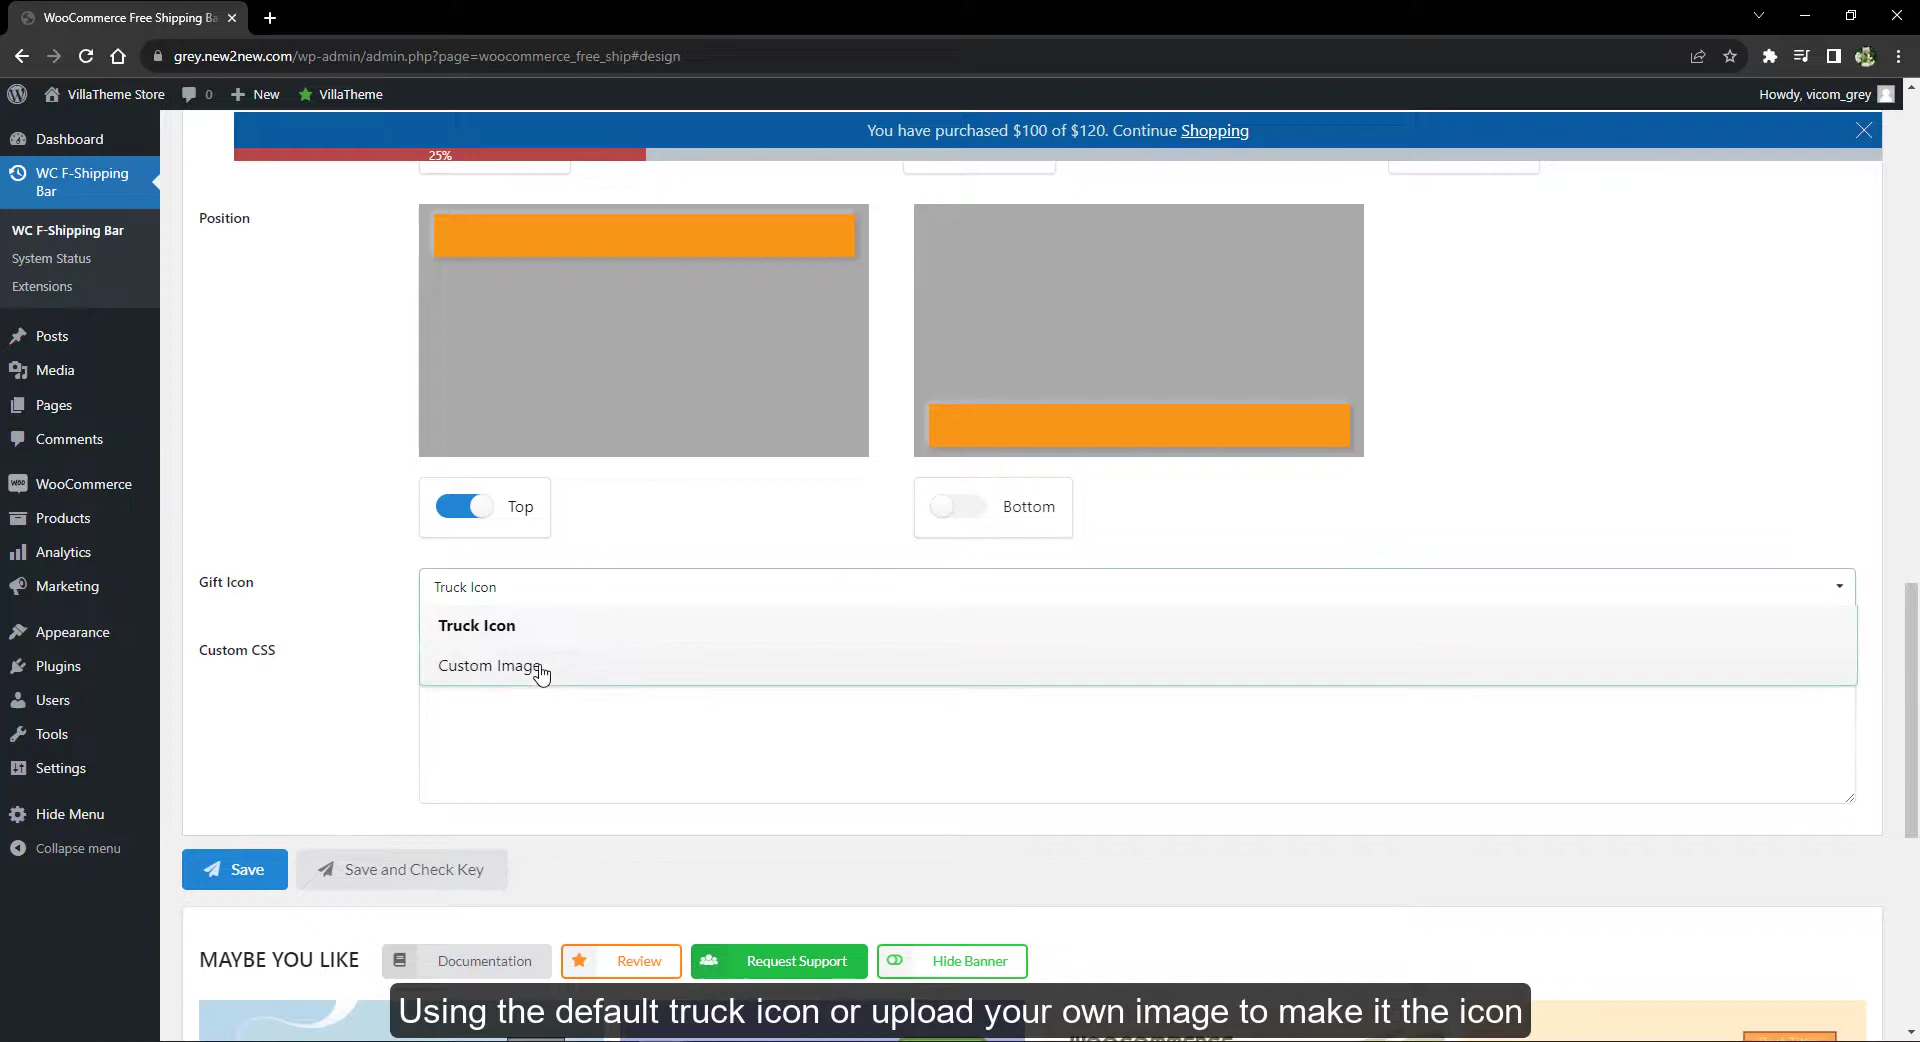 WooCommerce Free Shipping Ba
grey.new2new.com/wp-admin/admin.php?page=woocommerce_free_ship#design
VillaTheme Store
0
New
VillaTheme
Howdy, vicom_grey
Dashboard
WC F-Shipping
Bar
WC F-Shipping Bar
System Status
Extensions
Posts
Media
Pages
Comments
WooCommerce
Products
Analytics
Marketing
Appearance
Plugins
Users
Tools
Settings
Hide Menu
Collapse menu
You have purchased $100 of $120. Continue Shopping
25%
Position
Top
Bottom
Gift Icon
Truck Icon
Truck Icon
Custom Image
Custom CSS
Save
Save and Check Key
MAYBE YOU LIKE
Documentation
Review
Request Support
Hide Banner
Using the default truck icon or upload your own image to make it the icon